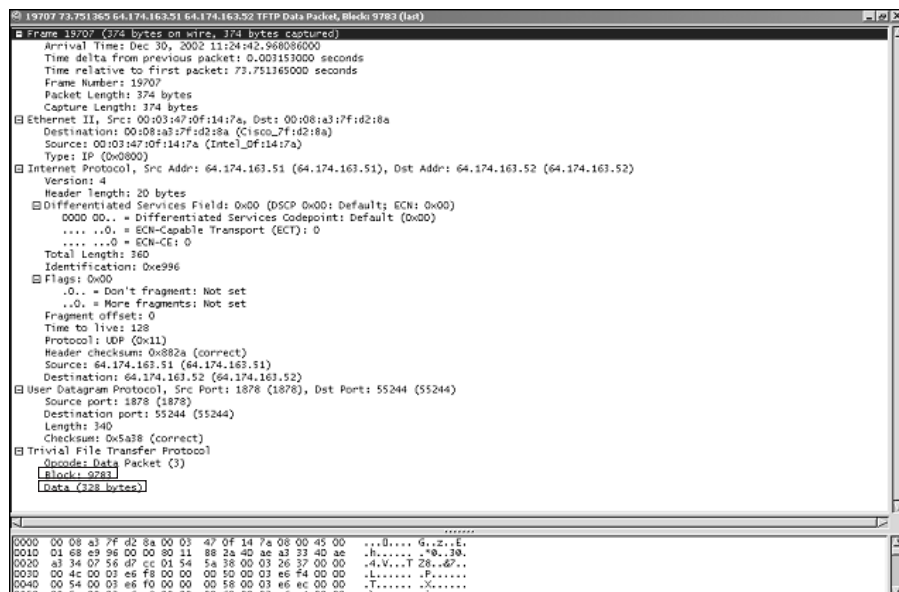 19707 73.751365 64.174.163.51 64.174.163.52 TFTP Data Packet, Block: 9783 (last)
Frame 19707 (374 bytes on wire, 374 bytes captured)
Arrival Time: Dec 30, 2002 11:24:42.968086000
Time delta from previous packet: 0.003153000 seconds
Time relative to first packet: 73.751365000 seconds
Frame Number: 19707
Packet Length: 374 bytes
Capture Length: 374 bytes
Ethernet II, Src: 00:03:47:0f:14:7a, Dst: 00:08:a3:7f:d2:8a
Destination: 00:08:a3:7f:d2:8a (Cisco_7f:d2:8a)
Source: 00:03:47:0f:14:7a (Intel_0f:14:7a)
Type: IP (0x0800)
Internet Protocol, Src Addr: 64.174.163.51 (64.174.163.51), Dst Addr: 64.174.163.52 (64.174.163.52)
Version: 4
Header length: 20 bytes
Differentiated Services Field: 0x00 (DSCP 0x00: Default; ECN: 0x00)
0000 00.. = Differentiated Services Codepoint: Default (0x00)
.... ..0. = ECN-Capable Transport (ECT): 0
.... ...0 = ECN-CE: 0
Total Length: 360
Identification: 0xe996
Flags: 0x00
.0.. = Don't fragment: Not set
..0. = More fragments: Not set
Fragment offset: 0
Time to live: 128
Protocol: UDP (0x11)
Header checksum: 0x882a (correct)
Source: 64.174.163.51 (64.174.163.51)
Destination: 64.174.163.52 (64.174.163.52)
User Datagram Protocol, Src Port: 1878 (1878), Dst Port: 55244 (55244)
Source port: 1878 (1878)
Destination port: 55244 (55244)
Length: 340
Checksum: 0x5a38 (correct)
Trivial File Transfer Protocol
Opcode: Data Packet (3)
Block: 9783
Data (328 bytes)
0000 00 08 a3 7f d2 8a 00 03 47 0f 14 7a 08 00 45 00 ...0.... G..z..E.
0010 01 68 e9 96 00 00 80 11 88 2a 40 ae a3 33 40 ae .h...... .*@..3@.
0020 a3 34 07 56 d7 cc 01 54 5a 38 00 03 26 37 00 00 .4.V...T Z8..&7..
0030 00 4c 00 03 e6 f8 00 00 00 50 00 03 e6 f4 00 00 .L...... .P......
0040 00 54 00 03 e6 f0 00 00 00 58 00 03 e6 ec 00 00 .T...... .X......